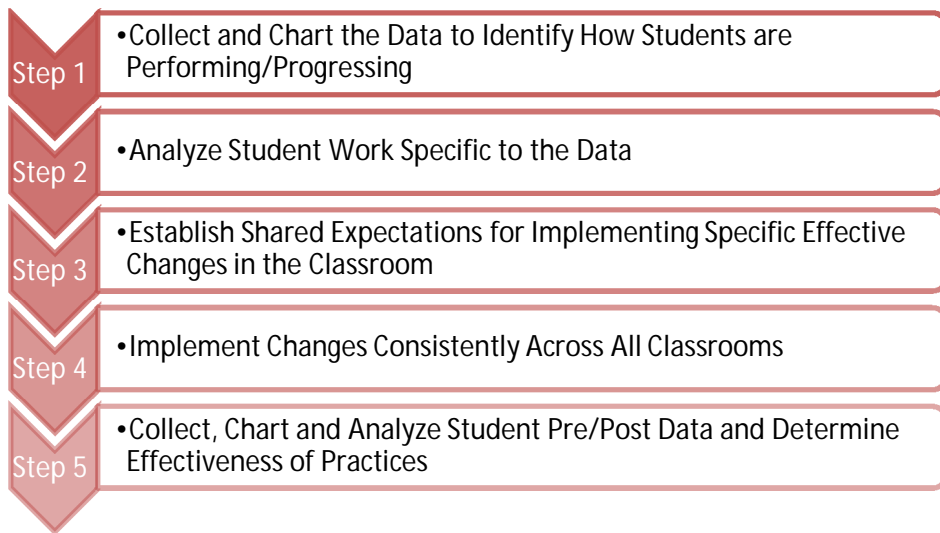 Step 1
•Collect and Chart the Data to Identify How Students are
Performing/Progressing
Step 2
•Analyze Student Work Specific to the Data
Step 3
•Establish Shared Expectations for Implementing Specific Effective
Changes in the Classroom
Step 4
•Implement Changes Consistently Across All Classrooms
Step 5
•Collect, Chart and Analyze Student Pre/Post Data and Determine
Effectiveness of Practices